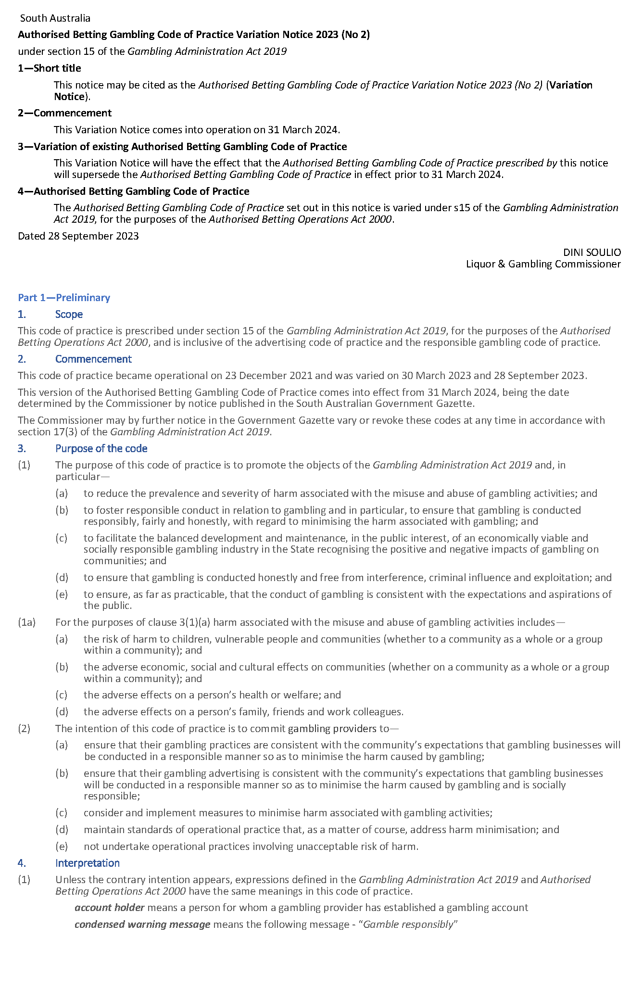 South Australia
Authorised Betting Gambling Code of Practice Variation Notice 2023 (No 2)
under section 15 of the Gambling Administration Act 2019
1—Short title
This notice may be cited as the Authorised Betting Gambling Code of Practice Variation Notice 2023 (No 2) (Variation
Notice).
2—Commencement
This Variation Notice comes into operation on 31 March 2024.
3—Variation of existing Authorised Betting Gambling Code of Practice
This Variation Notice will have the effect that the Authorised Betting Gambling Code of Practice prescribed by this notice
will supersede the Authorised Betting Gambling Code of Practice in effect prior to 31 March 2024.
4—Authorised Betting Gambling Code of Practice
The Authorised Betting Gambling Code of Practice set out in this notice is varied under s15 of the Gambling Administration
Act 2019, for the purposes of the Authorised Betting Operations Act 2000.
Dated 28 September 2023
DINI SOULIO
Liquor & Gambling Commissioner
Part 1—Preliminary
1. Scope
This code of practice is prescribed under section 15 of the Gambling Administration Act 2019, for the purposes of the Authorised
Betting Operations Act 2000, and is inclusive of the advertising code of practice and the responsible gambling code of practice.
2. Commencement
This code of practice became operational on 23 December 2021 and was varied on 30 March 2023 and 28 September 2023.
This version of the Authorised Betting Gambling Code of Practice comes into effect from 31 March 2024, being the date
determined by the Commissioner by notice published in the South Australian Government Gazette.
The Commissioner may by further notice in the Government Gazette vary or revoke these codes at any time in accordance with
section 17(3) of the Gambling Administration Act 2019.
3. Purpose of the code
(1) The purpose of this code of practice is to promote the objects of the Gambling Administration Act 2019 and, in
particular—
(a) to reduce the prevalence and severity of harm associated with the misuse and abuse of gambling activities; and
(b) to foster responsible conduct in relation to gambling and in particular, to ensure that gambling is conducted
responsibly, fairly and honestly, with regard to minimising the harm associated with gambling; and
(c) to facilitate the balanced development and maintenance, in the public interest, of an economically viable and
socially responsible gambling industry in the State recognising the positive and negative impacts of gambling on
communities; and
(d) to ensure that gambling is conducted honestly and free from interference, criminal influence and exploitation; and
(e) to ensure, as far as practicable, that the conduct of gambling is consistent with the expectations and aspirations of
the public.
(1a) For the purposes of clause 3(1)(a) harm associated with the misuse and abuse of gambling activities includes—
(a) the risk of harm to children, vulnerable people and communities (whether to a community as a whole or a group
within a community); and
(b) the adverse economic, social and cultural effects on communities (whether on a community as a whole or a group
within a community); and
(c) the adverse effects on a person’s health or welfare; and
(d) the adverse effects on a person’s family, friends and work colleagues.
(2) The intention of this code of practice is to commit gambling providers to—
(a) ensure that their gambling practices are consistent with the community’s expectations that gambling businesses will
be conducted in a responsible manner so as to minimise the harm caused by gambling;
(b) ensure that their gambling advertising is consistent with the community’s expectations that gambling businesses
will be conducted in a responsible manner so as to minimise the harm caused by gambling and is socially
responsible;
(c) consider and implement measures to minimise harm associated with gambling activities;
(d) maintain standards of operational practice that, as a matter of course, address harm minimisation; and
(e) not undertake operational practices involving unacceptable risk of harm.
4. Interpretation
(1) Unless the contrary intention appears, expressions defined in the Gambling Administration Act 2019 and Authorised
Betting Operations Act 2000 have the same meanings in this code of practice.
account holder means a person for whom a gambling provider has established a gambling account
condensed warning message means the following message - “Gamble responsibly”